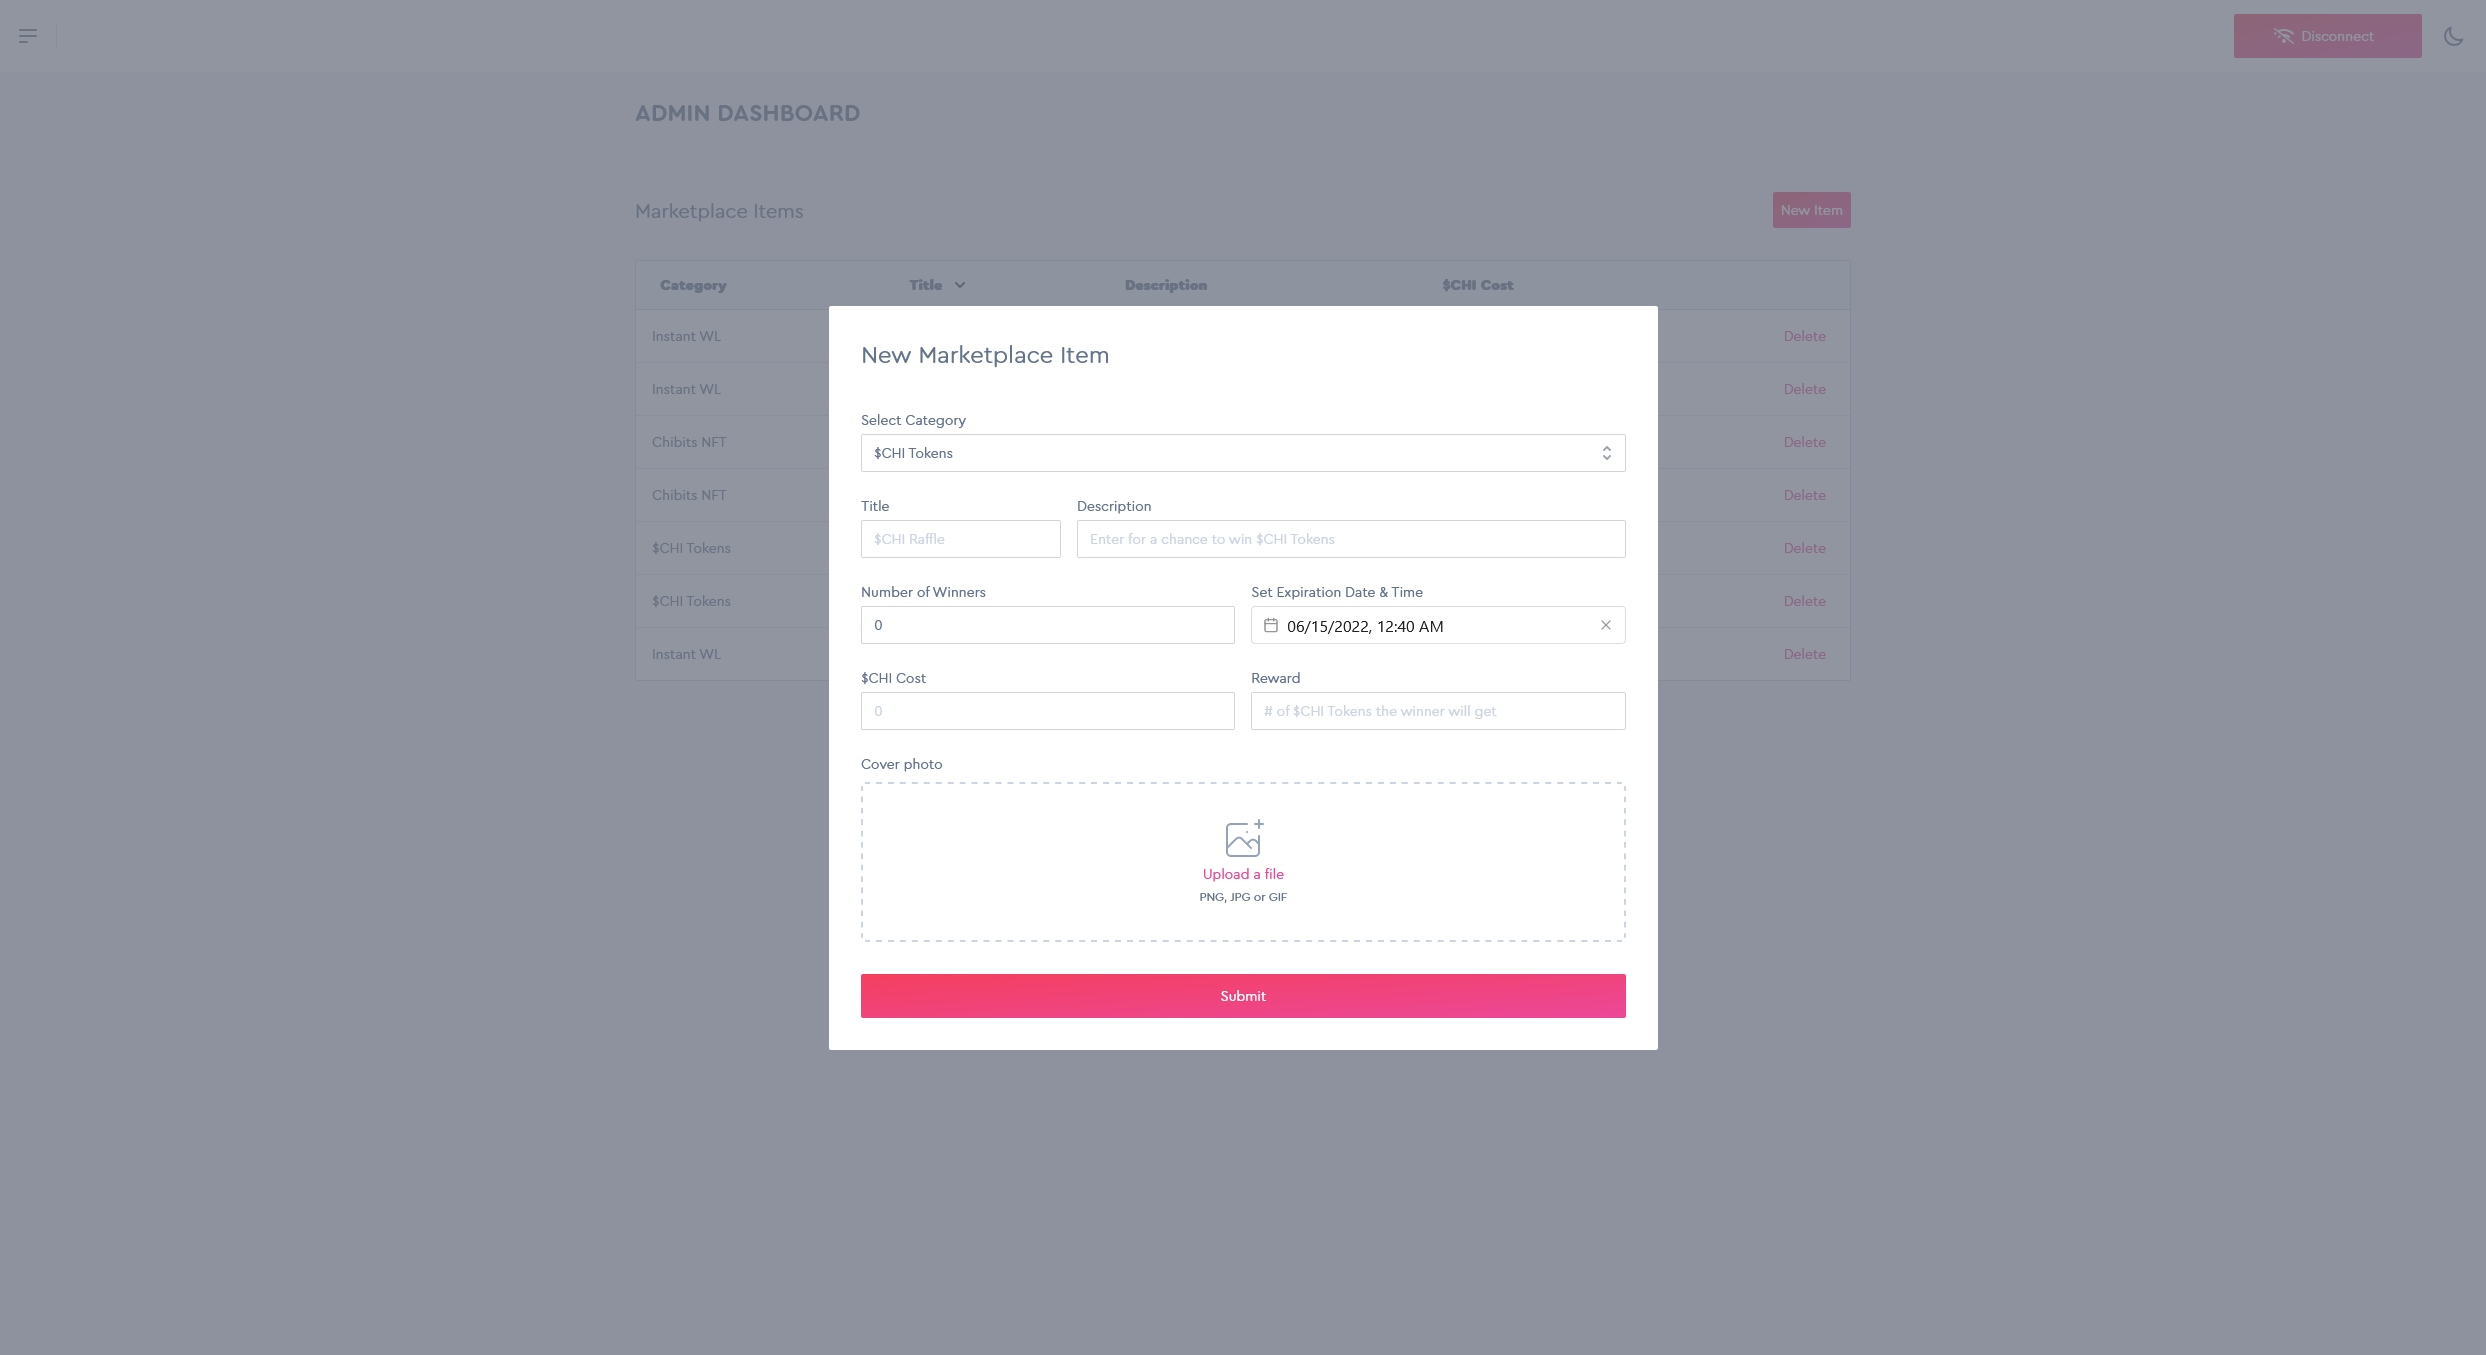 Disconnect
ADMIN DASHBOARD
Marketplace Items
New Item
Category Title Description $CHI Cost
Instant WL Delete
Instant WL Delete
Chibits NFT Delete
Chibits NFT Delete
$CHI Tokens Delete
$CHI Tokens Delete
Instant WL Delete
New Marketplace Item
Select Category
$CHI Tokens
Title Description
$CHI Raffle Enter for a chance to win $CHI Tokens
Number of Winners Set Expiration Date & Time
0 06/15/2022, 12:40 AM
$CHI Cost Reward
0 # of $CHI Tokens the winner will get
Cover photo
Upload a file
PNG, JPG or GIF
Submit